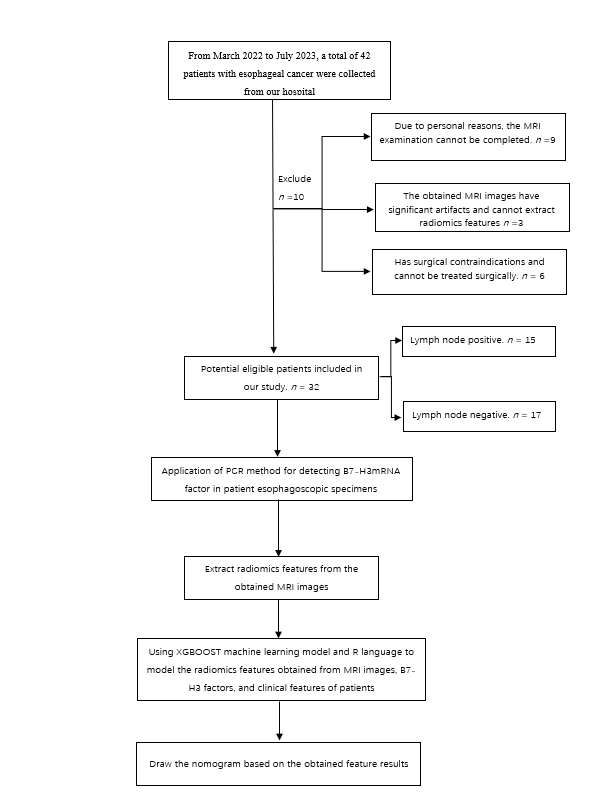 From March 2022 to July 2023, a total of 42
patients with esophageal cancer were collected
from our hospital
Due to personal reasons, the MRI
examination cannot be completed. n =9
Exclude
n =10
The obtained MRI images have
significant artifacts and cannot extract
radiomics features n =3
Has surgical contraindications and
cannot be treated surgically. n = 6
Potential eligible patients included in
our study. n = 32
Lymph node positive. n = 15
Lymph node negative. n = 17
Application of PCR method for detecting B7-H3mRNA
factor in patient esophagoscopic specimens
Extract radiomics features from the
obtained MRI images
Using XGBOOST machine learning model and R language to
model the radiomics features obtained from MRI images, B7-
H3 factors, and clinical features of patients
Draw the nomogram based on the obtained feature results